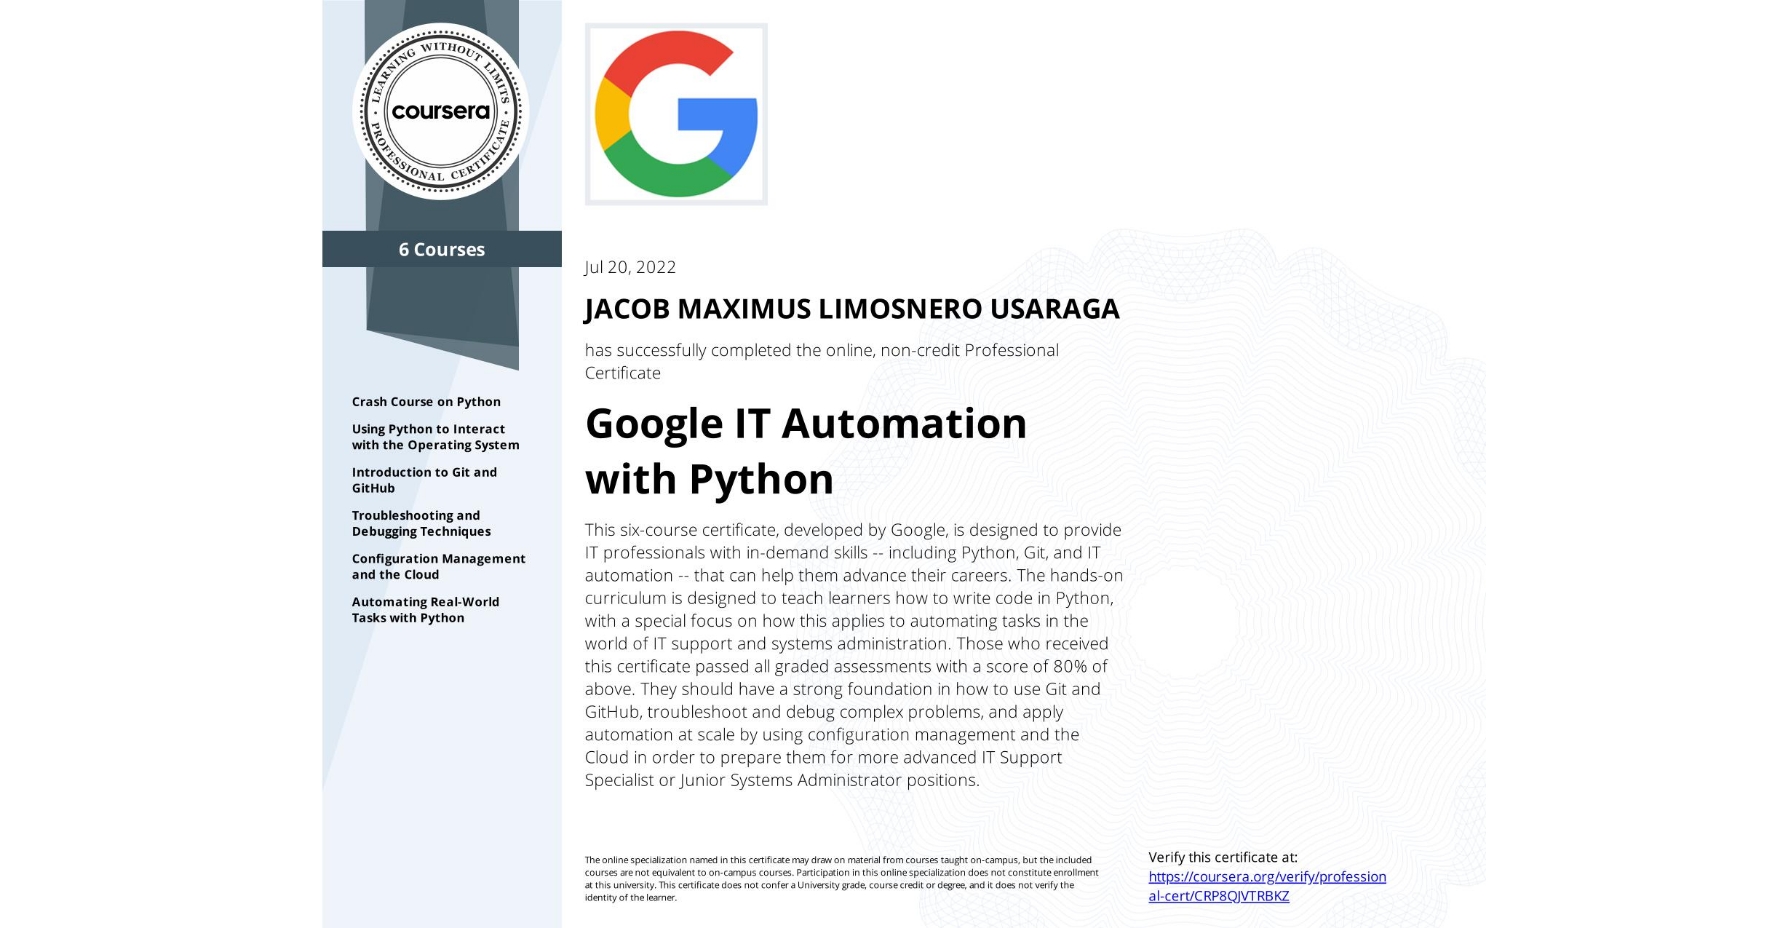 LEARNING WITHOUT LIMITS
coursera
PROFESSIONAL CERTIFICATE
6 Courses
Crash Course on Python
Using Python to Interact
with the Operating System
Introduction to Git and
GitHub
Troubleshooting and
Debugging Techniques
Configuration Management
and the Cloud
Automating Real-World
Tasks with Python
Jul 20, 2022
JACOB MAXIMUS LIMOSNERO USARAGA
has successfully completed the online, non-credit Professional
Certificate
Google IT Automation
with Python
This six-course certificate, developed by Google, is designed to provide
IT professionals with in-demand skills -- including Python, Git, and IT
automation -- that can help them advance their careers. The hands-on
curriculum is designed to teach learners how to write code in Python,
with a special focus on how this applies to automating tasks in the
world of IT support and systems administration. Those who received
this certificate passed all graded assessments with a score of 80% of
above. They should have a strong foundation in how to use Git and
GitHub, troubleshoot and debug complex problems, and apply
automation at scale by using configuration management and the
Cloud in order to prepare them for more advanced IT Support
Specialist or Junior Systems Administrator positions.
The online specialization named in this certificate may draw on material from courses taught on-campus, but the included
courses are not equivalent to on-campus courses. Participation in this online specialization does not constitute enrollment
at this university. This certificate does not confer a University grade, course credit or degree, and it does not verify the
identity of the learner.
Verify this certificate at:
https://coursera.org/verify/profession
al-cert/CRP8QJVTRBKZ